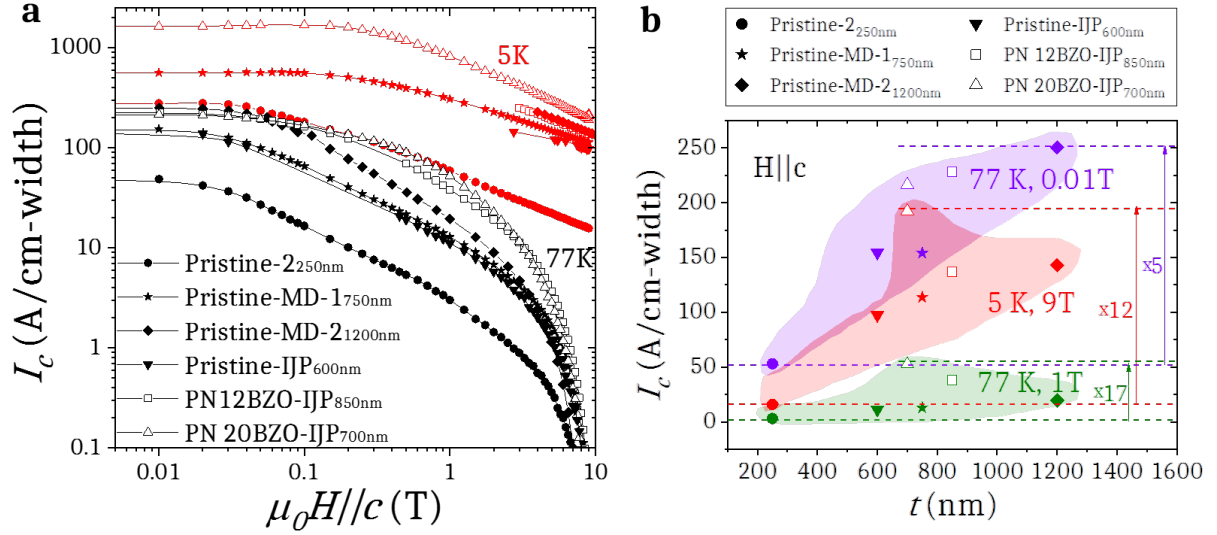 a
I_c (A/cm-width)
1000
100
10
1
0.1
5K
77K
Pristine-2250nm
Pristine-MD-1750nm
Pristine-MD-21200nm
Pristine-IJP600nm
PN12BZO-IJP850nm
PN 20BZO-IJP700nm
0.01
0.1
1
10
μ0H//c (T)
b
Pristine-2250nm
Pristine-IJP600nm
Pristine-MD-1750nm
PN 12BZO-IJP850nm
Pristine-MD-21200nm
PN 20BZO-IJP700nm
I_c (A/cm-width)
250
200
150
100
50
0
H||c
77 K, 0.01T
5 K, 9T
77 K, 1T
x5
x12
x17
200
400
600
800
1000
1200
1400
1600
t (nm)